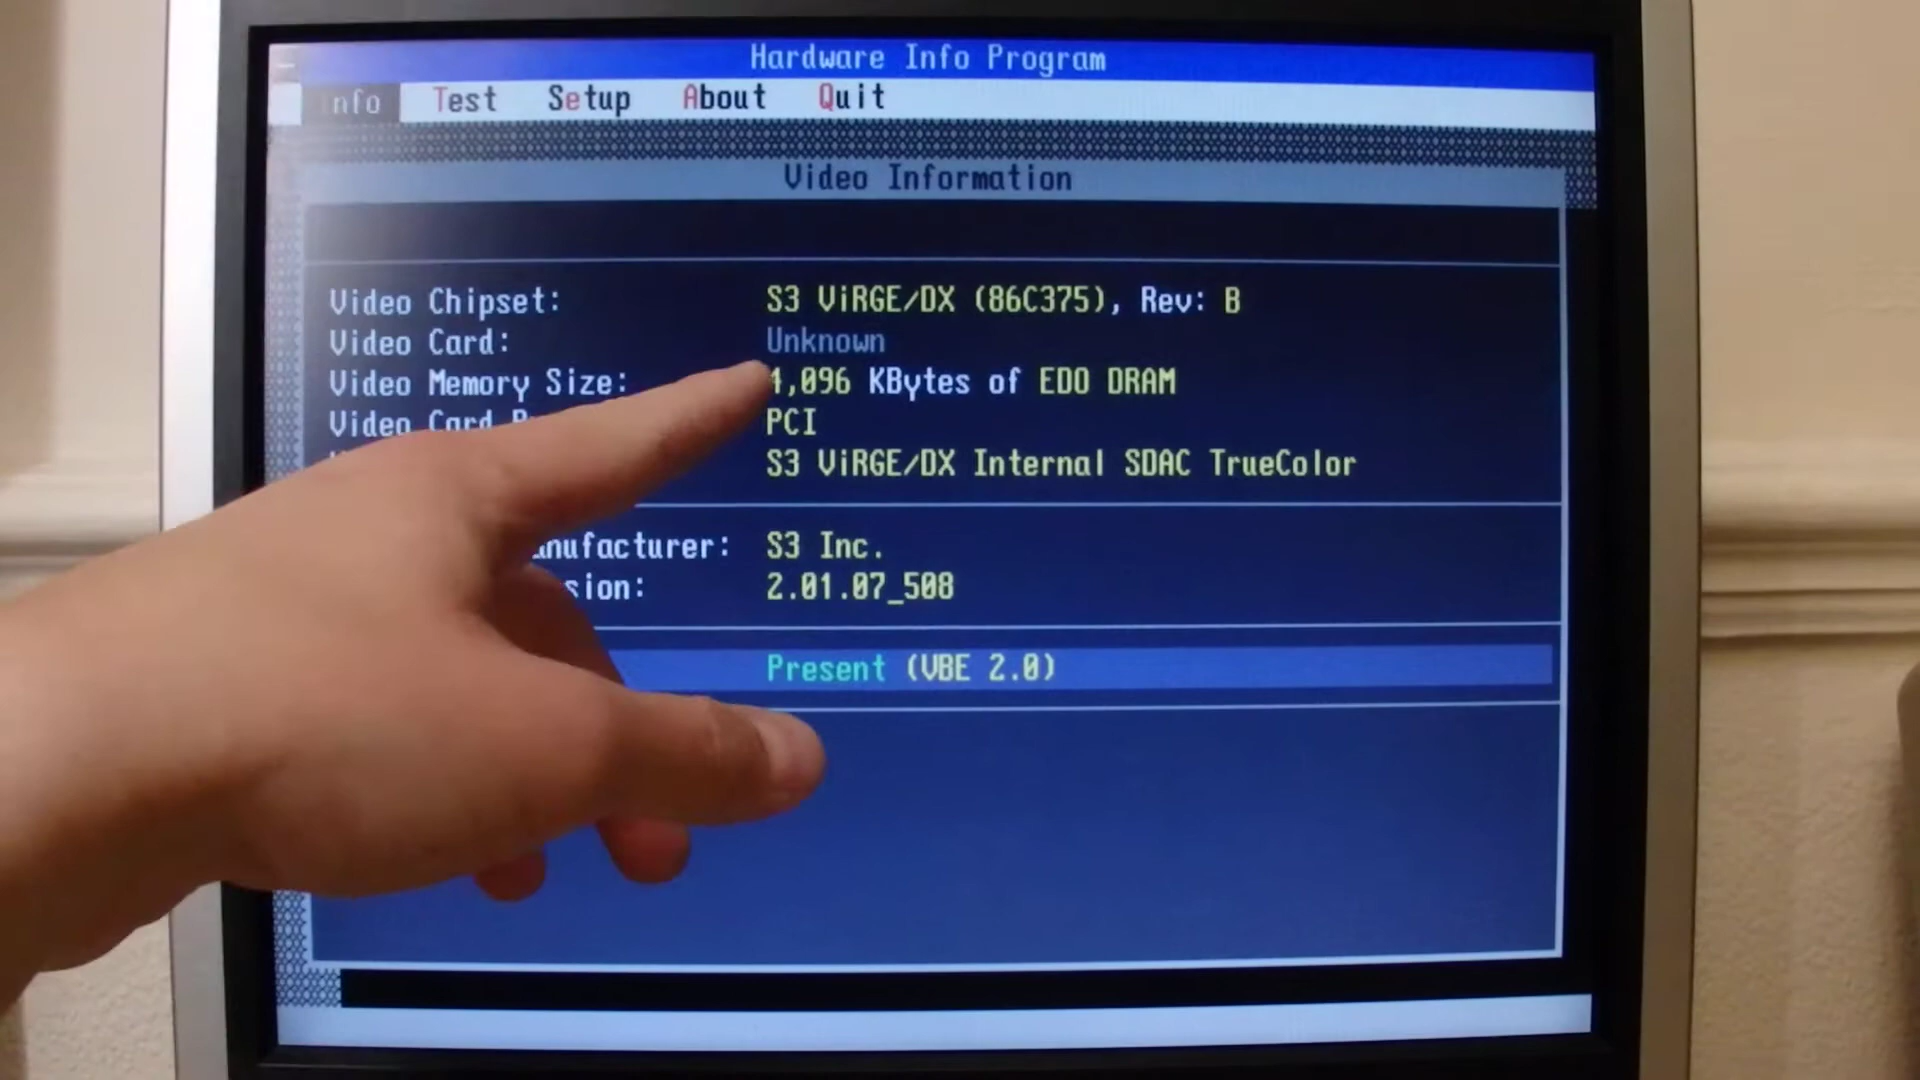 Hardware Info Program
nfo Test Setup About Quit
Video Information
Video Chipset: S3 ViRGE/DX (86C375), Rev: B
Video Card: Unknown
Video Memory Size: 4,096 KBytes of EDO DRAM
Video Card PCI
S3 ViRGE/DX Internal SDAC TrueColor
anufacturer: S3 Inc.
sion: 2.01.07_508
Present (VBE 2.0)